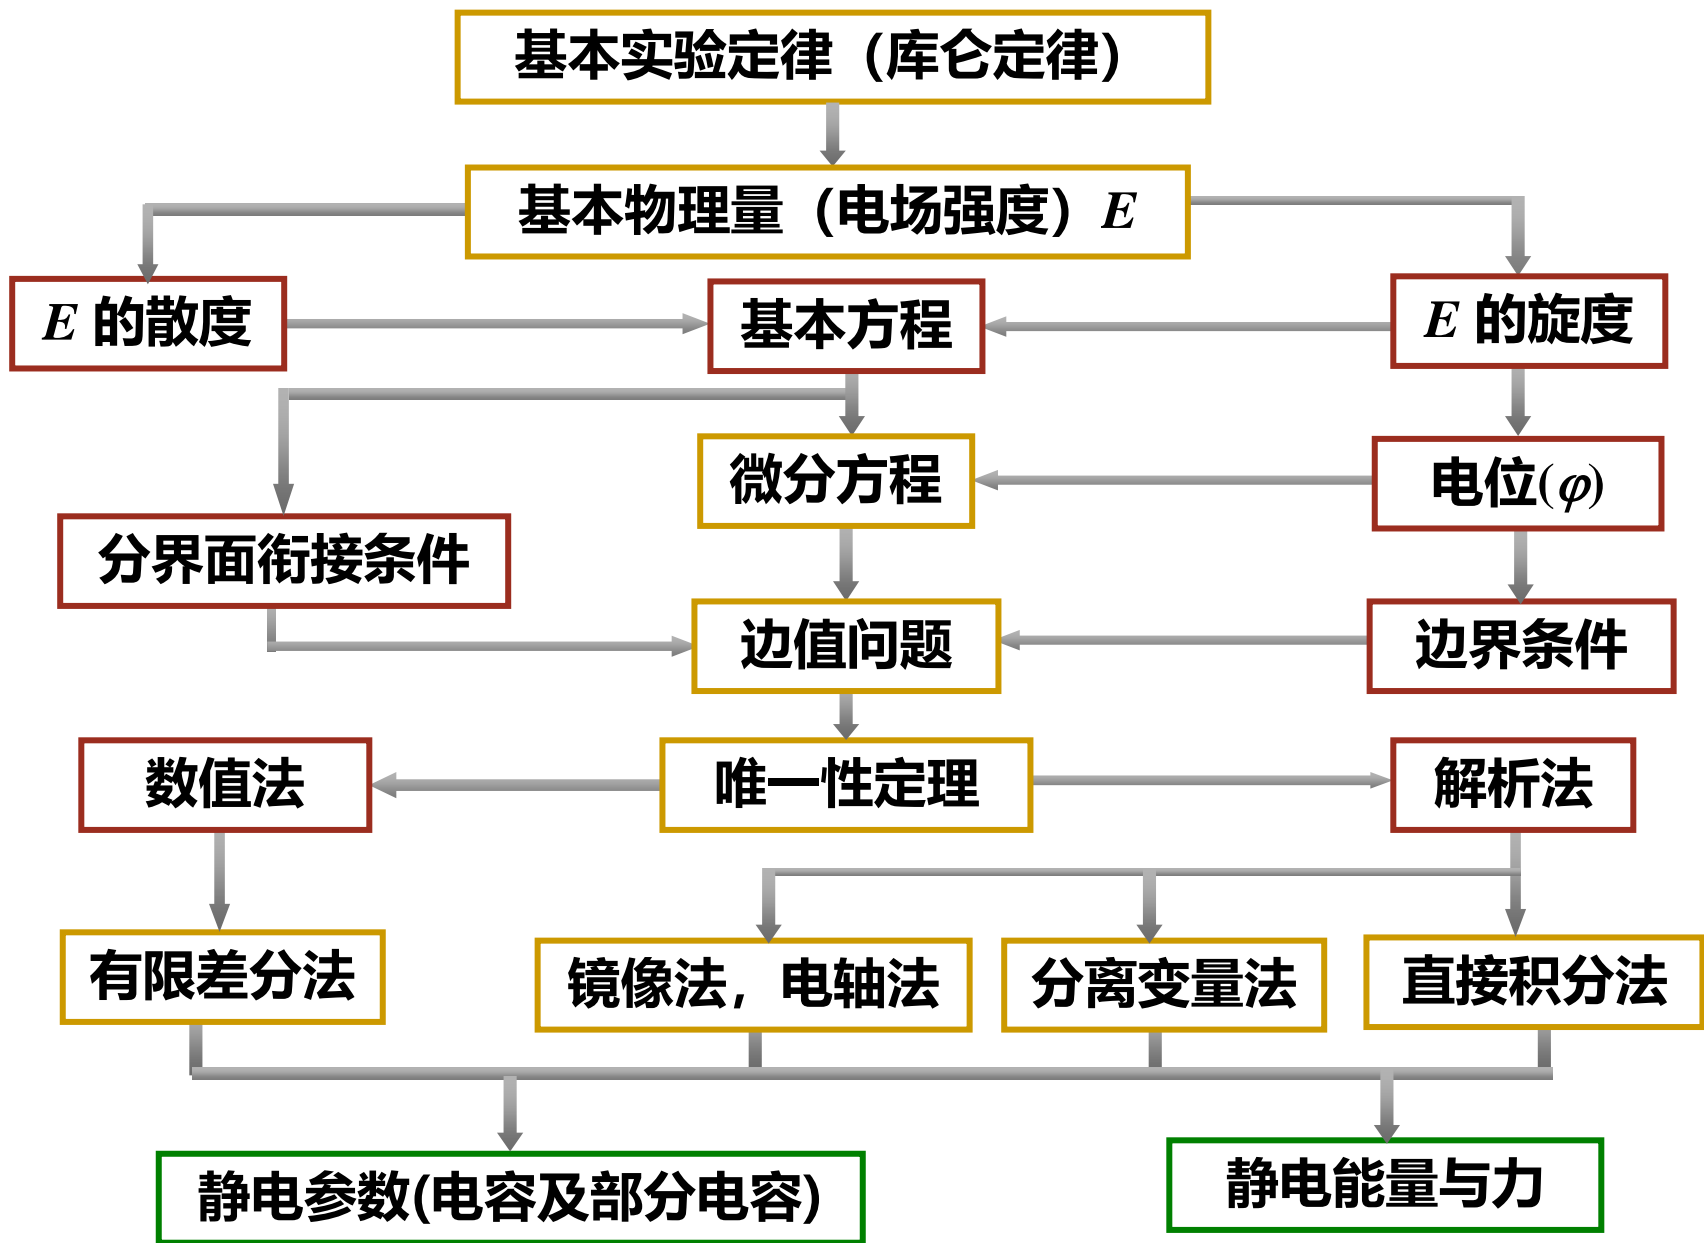 基本实验定律（库仑定律）
基本物理量（电场强度）E
E 的散度
基本方程
E 的旋度
微分方程
电位(φ)
分界面衔接条件
边值问题
边界条件
数值法
唯一性定理
解析法
有限差分法
镜像法，电轴法
分离变量法
直接积分法
静电参数(电容及部分电容)
静电能量与力